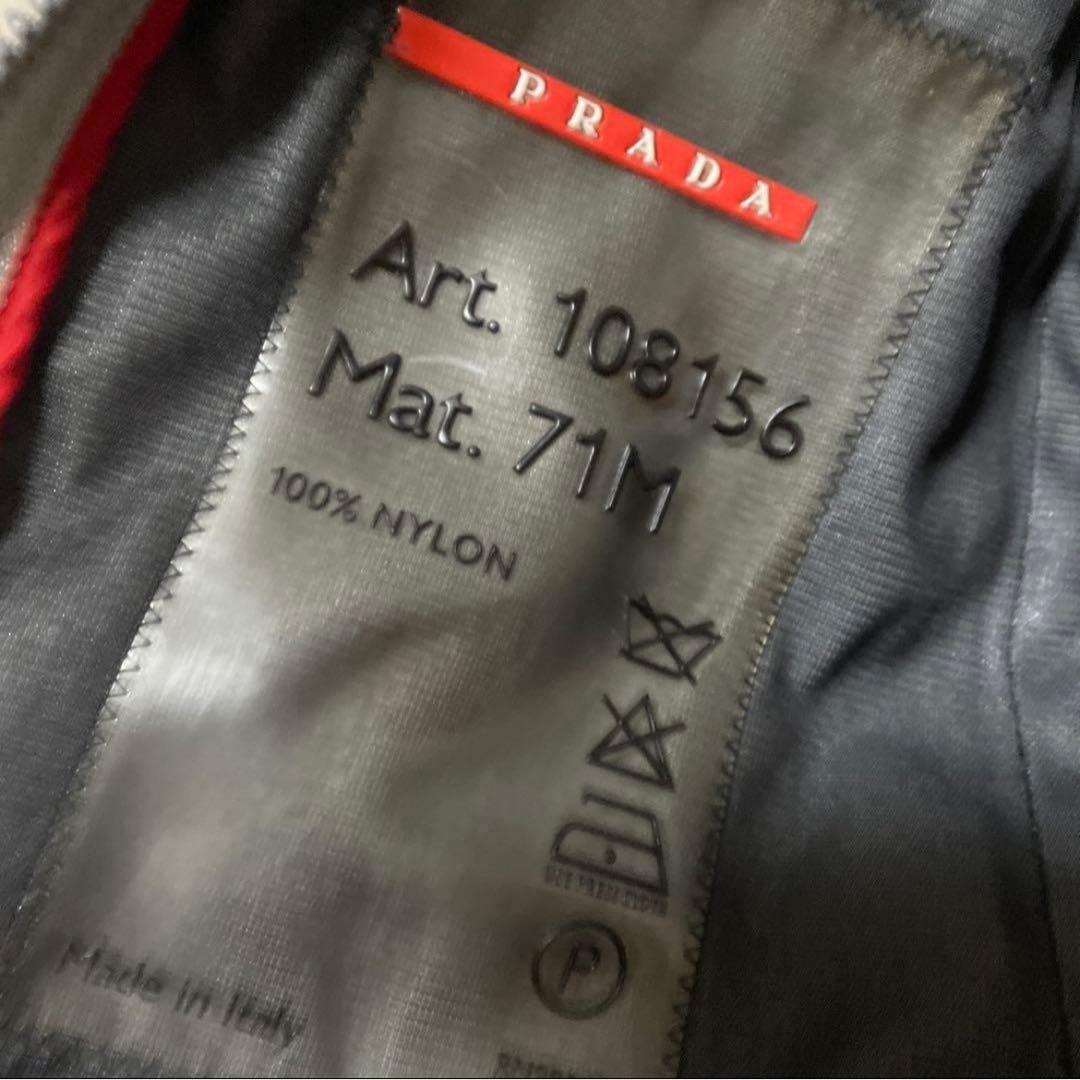 PRADA
Art. 108156
Mat. 71M
100% NYLON
P
Made in Italy